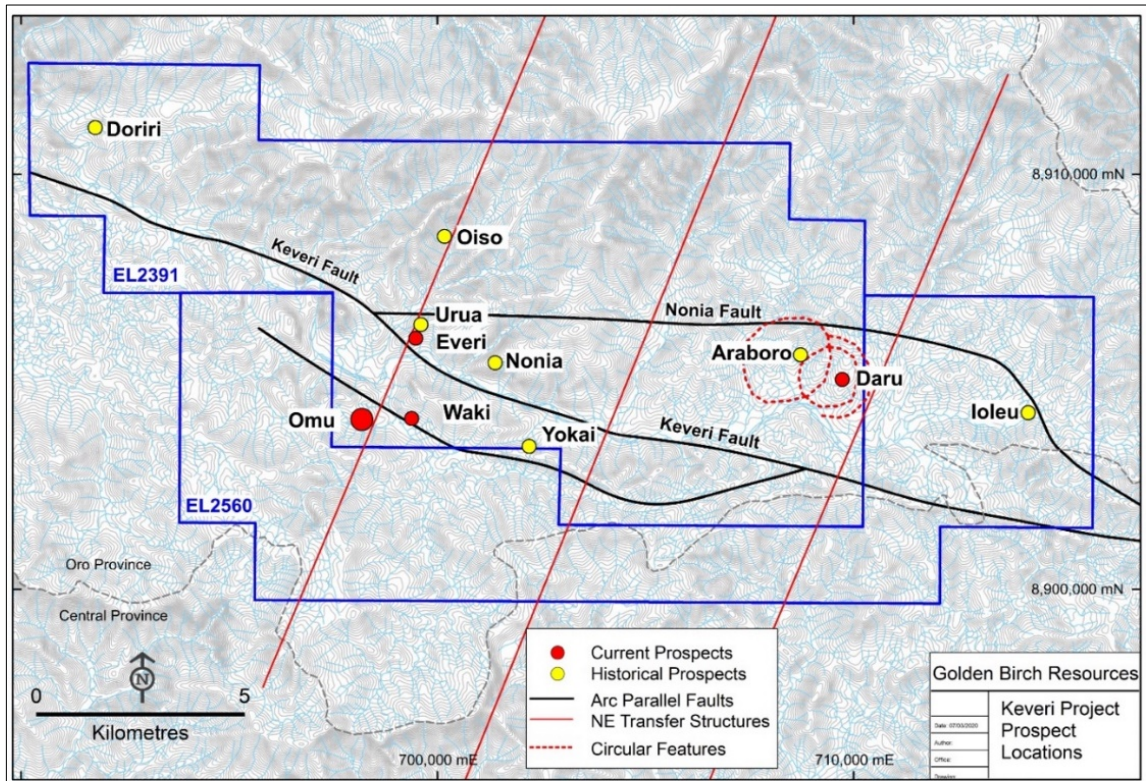 Doriri
8,910,000 mN
Oiso
Keveri Fault
EL2391
Urua
Everi
Nonia Fault
Nonia
Araboro
Daru
Omu
Waki
Ioleu
Yokai
Keveri Fault
EL2560
Oro Province
Central Province
8,900,000 mN
N
0 5
Kilometres
Current Prospects
Historical Prospects
Arc Parallel Faults
NE Transfer Structures
Circular Features
Golden Birch Resources
Keveri Project
Prospect
Locations
Author:
Office:
700,000 mE
710,000 mE